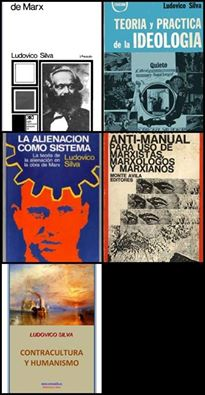 de Marx
Ludovico Silva
Ludovico Silva
TEORIA y PRACTICA
de la IDEOLOGIA
Quieto
LA ALIENACION
COMO SISTEMA
La teoría de
la alienación en
la obra de Marx
Ludovico
Silva
ANTI-MANUAL
PARA USO DE
MARXISTAS,
MARXOLOGOS Y
MARXIANOS
MONTE AVILA
EDITORES
LUDOVICO SILVA
CONTRACULTURA
Y HUMANISMO